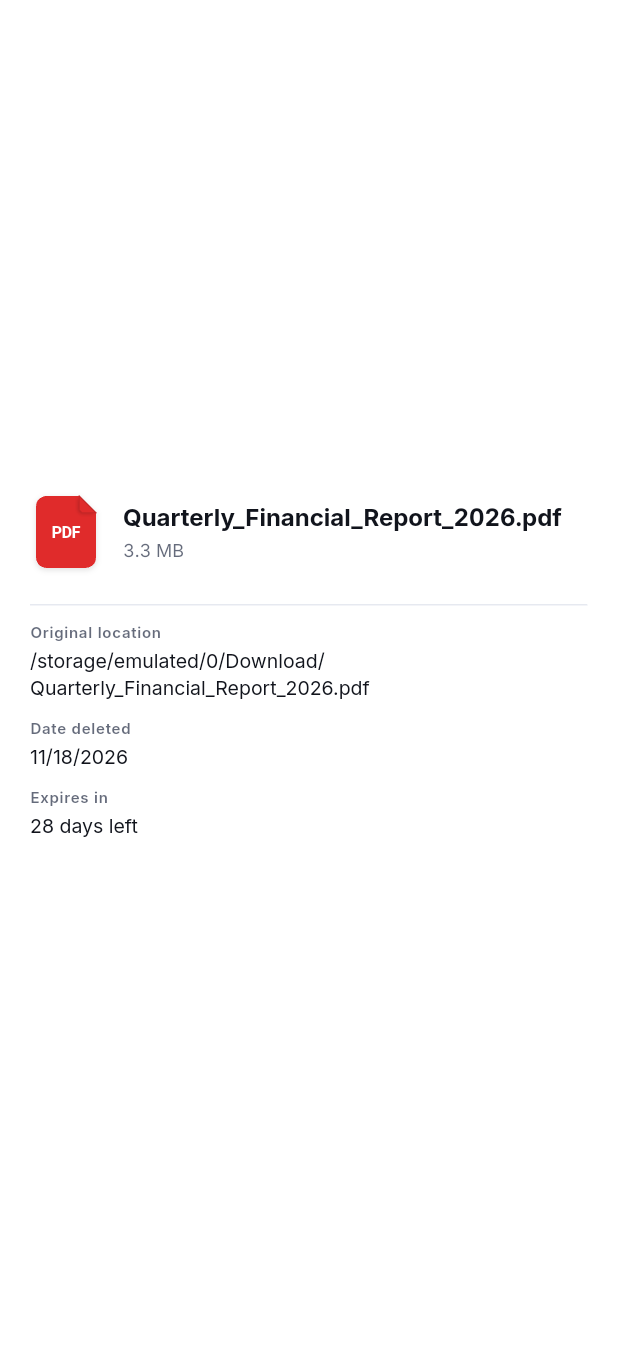 PDF
Quarterly_Financial_Report_2026.pdf
3.3 MB
Original location
/storage/emulated/0/Download/
Quarterly_Financial_Report_2026.pdf
Date deleted
11/18/2026
Expires in
28 days left